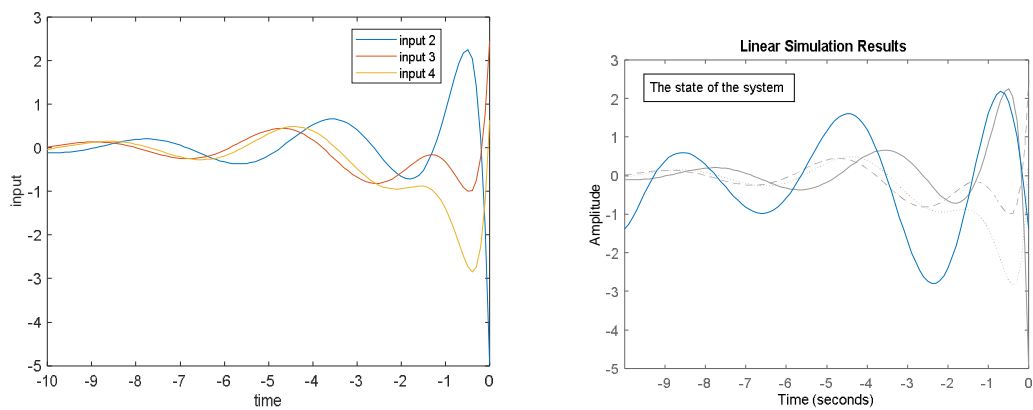 3
2
1
0
-1
-2
-3
-4
-5
input
input 2
input 3
input 4
-10 -9 -8 -7 -6 -5 -4 -3 -2 -1 0
time
Linear Simulation Results
The state of the system
3
2
1
0
-1
-2
-3
-4
-5
Amplitude
-9 -8 -7 -6 -5 -4 -3 -2 -1 0
Time (seconds)